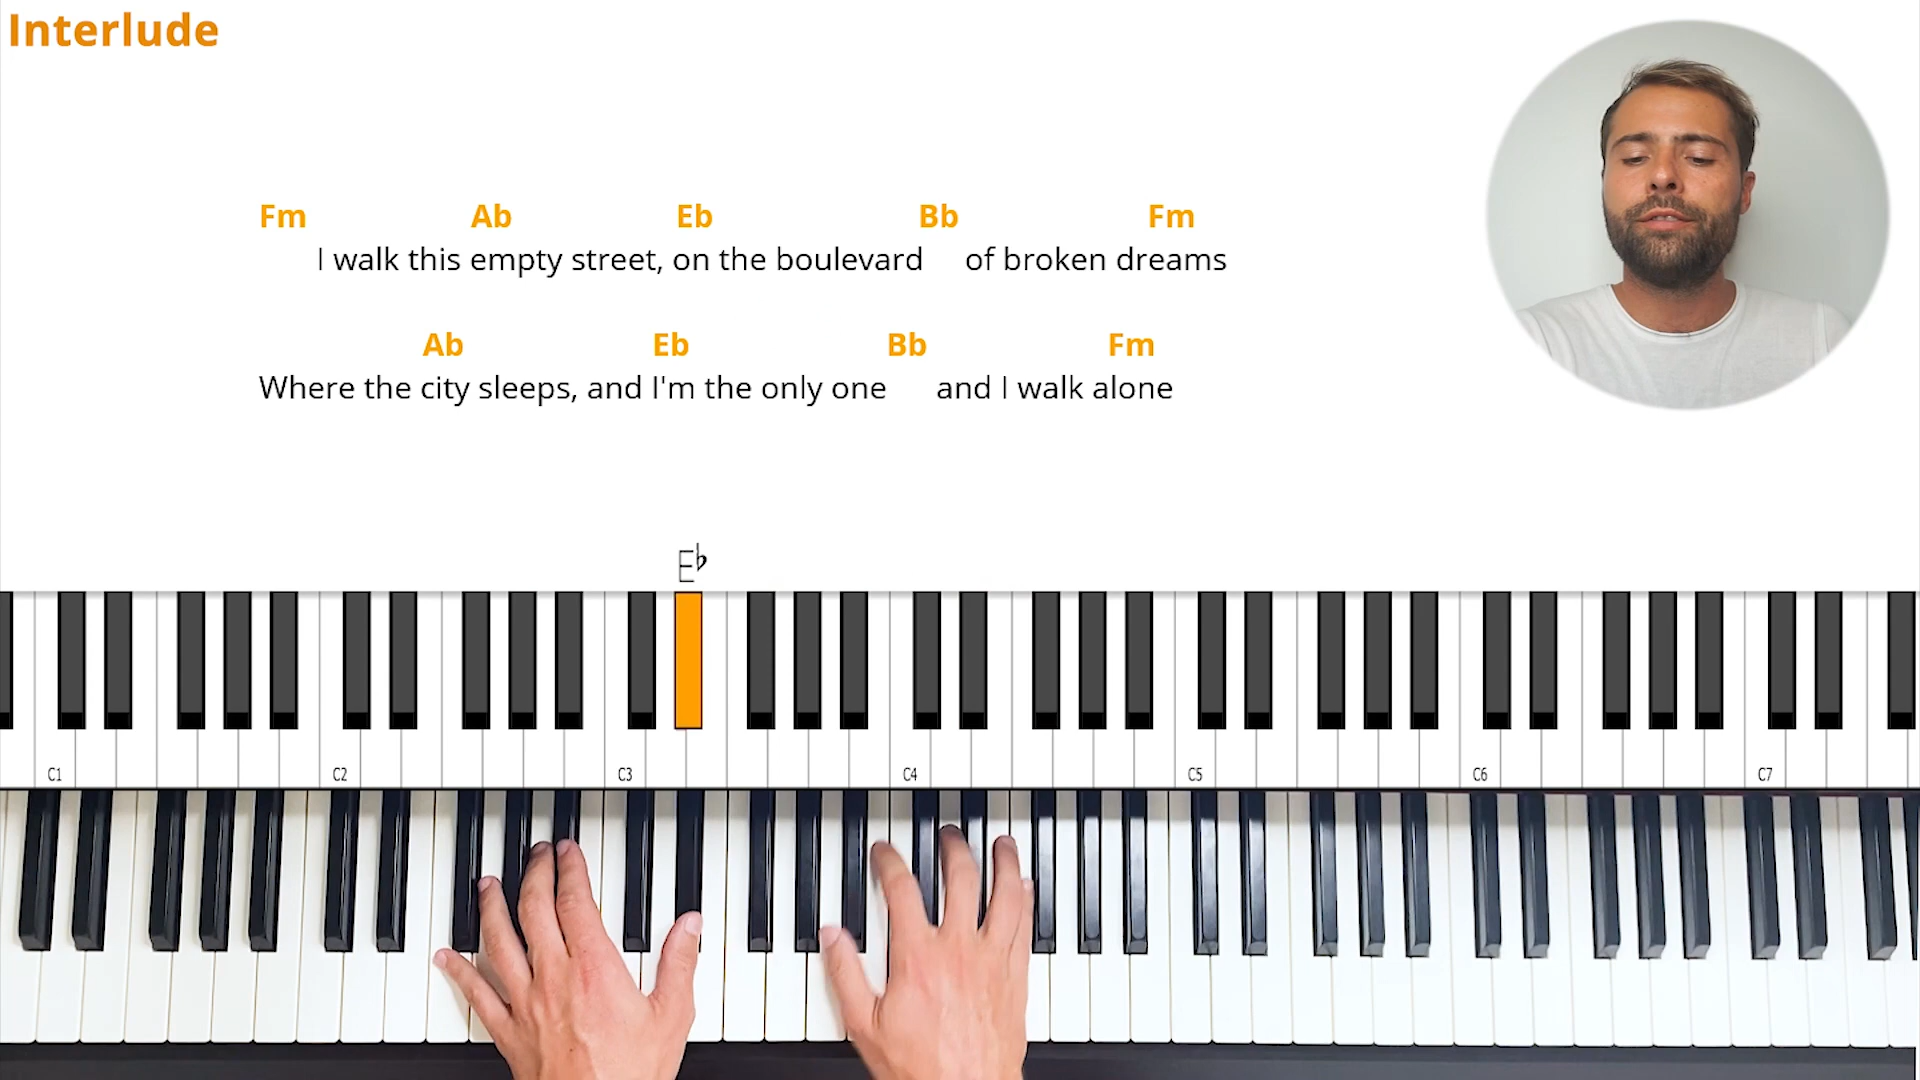 Interlude
Fm Ab Eb Bb Fm
I walk this empty street, on the boulevard of broken dreams
Ab Eb Bb Fm
Where the city sleeps, and I'm the only one and I walk alone
E♭
C1 C2 C3 C4 C5 C6 C7